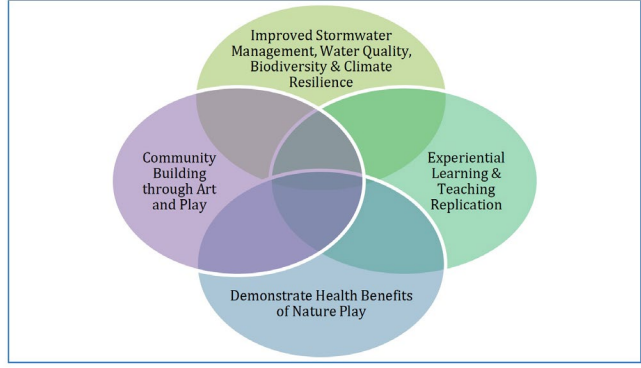 Improved Stormwater
Management, Water Quality,
Biodiversity & Climate
Resilience
Community
Building
through Art
and Play
Experiential
Learning &
Teaching
Replication
Demonstrate Health Benefits
of Nature Play